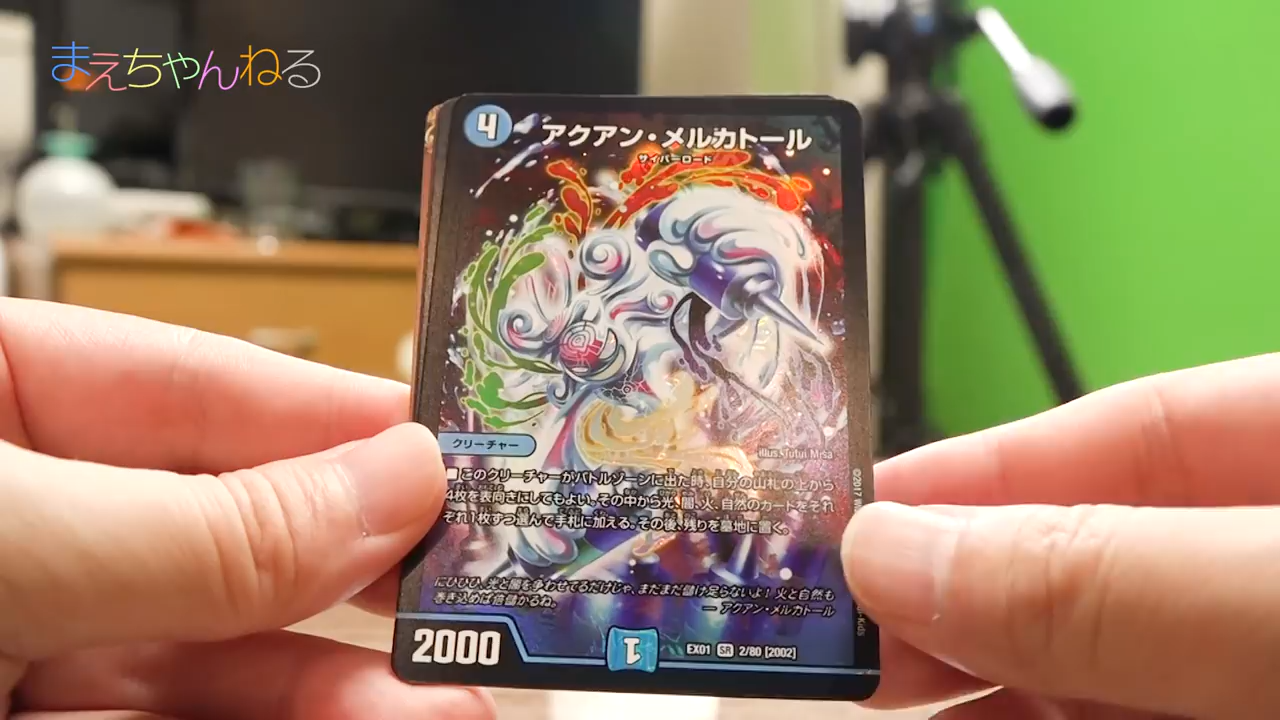 まえちゃんねる
4
アクアン・メルカトール
サイバーロード
クリーチャー
illus. Tutui Misa
■このクリーチャーがバトルゾーンに出た時、自分の山札の上から
4枚を表向きにしてもよい。その中から光、闇、火、自然のカードをそれ
ぞれ1枚ずつ選んで手札に加える。その後、残りを墓地に置く。
にひひひ、光と闇を争わせてるだけじゃ、まだまだ儲け足らないよ!火と自然も
巻き込めば倍儲かるね。
— アクアン・メルカトール
2000
1
EX01 SR 2/80 [2002]
©2017